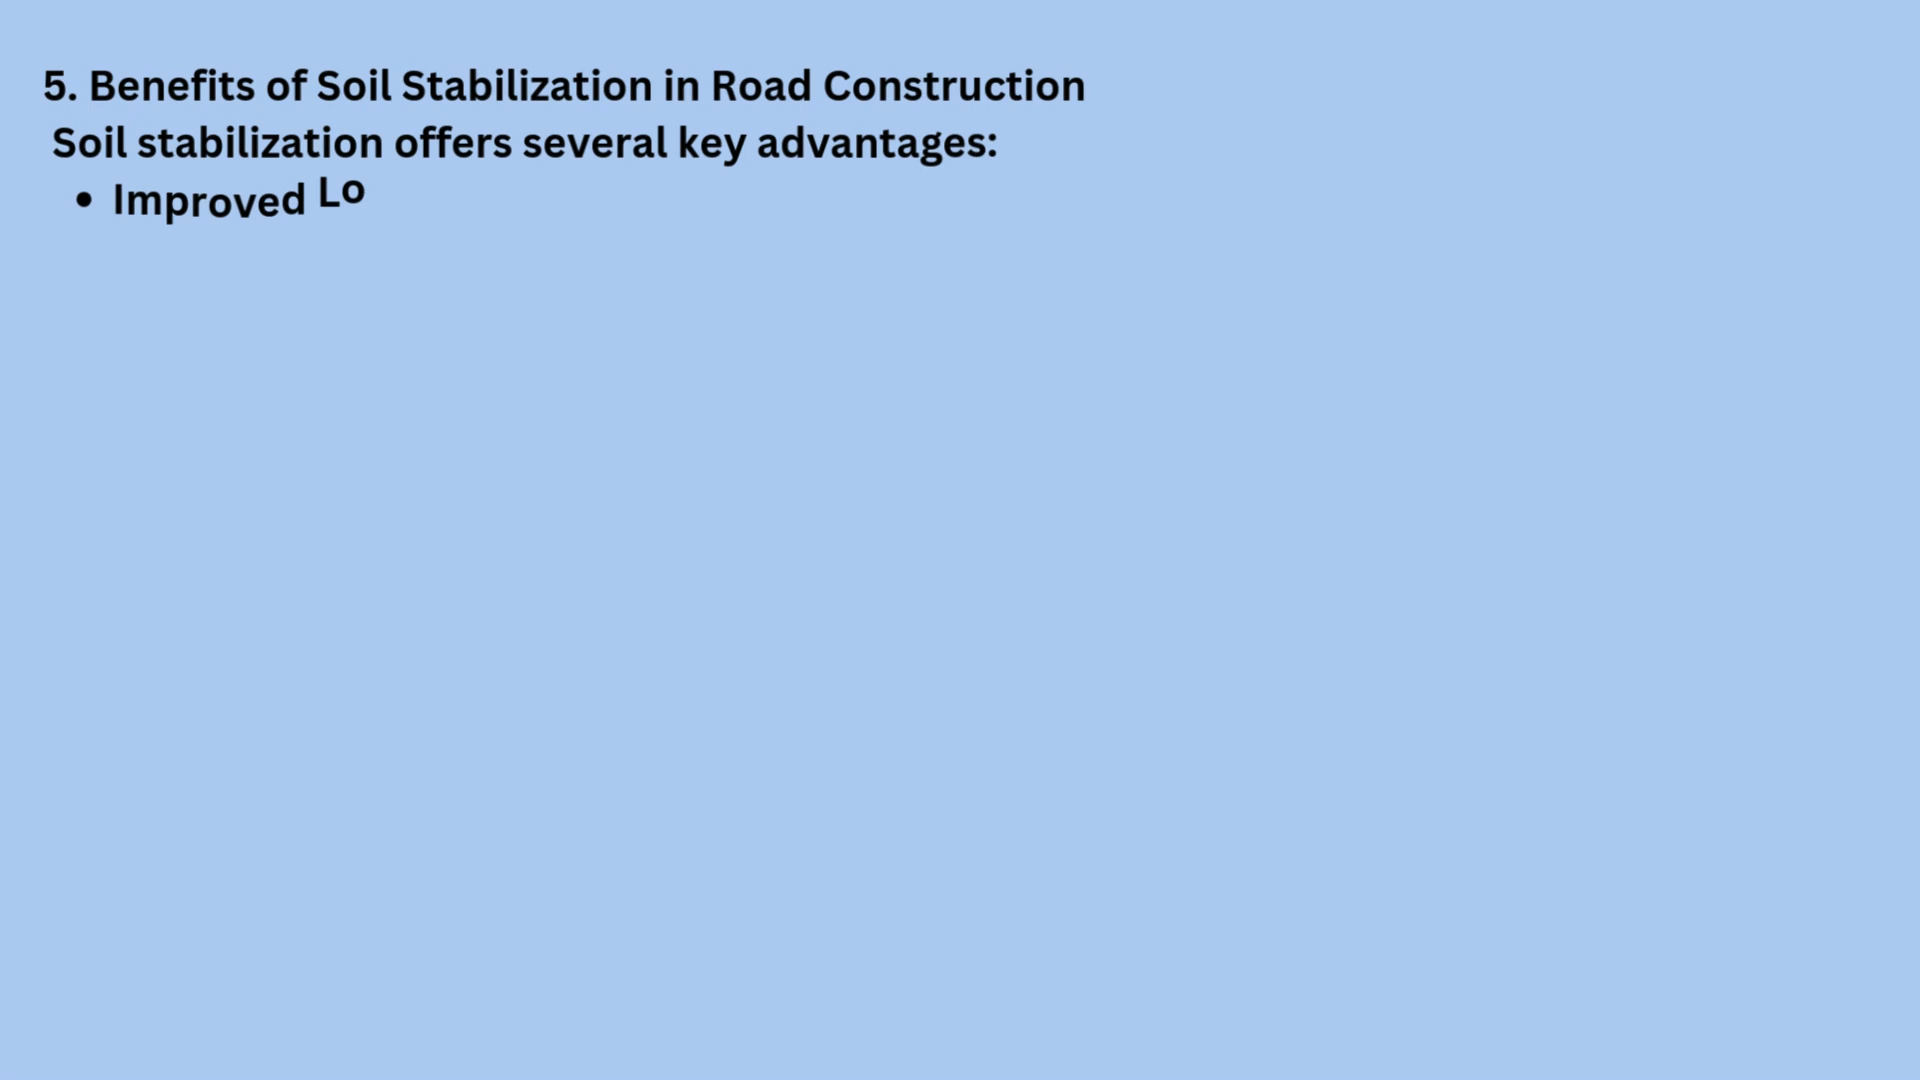 5. Benefits of Soil Stabilization in Road Construction
Soil stabilization offers several key advantages:
• Improved Lo